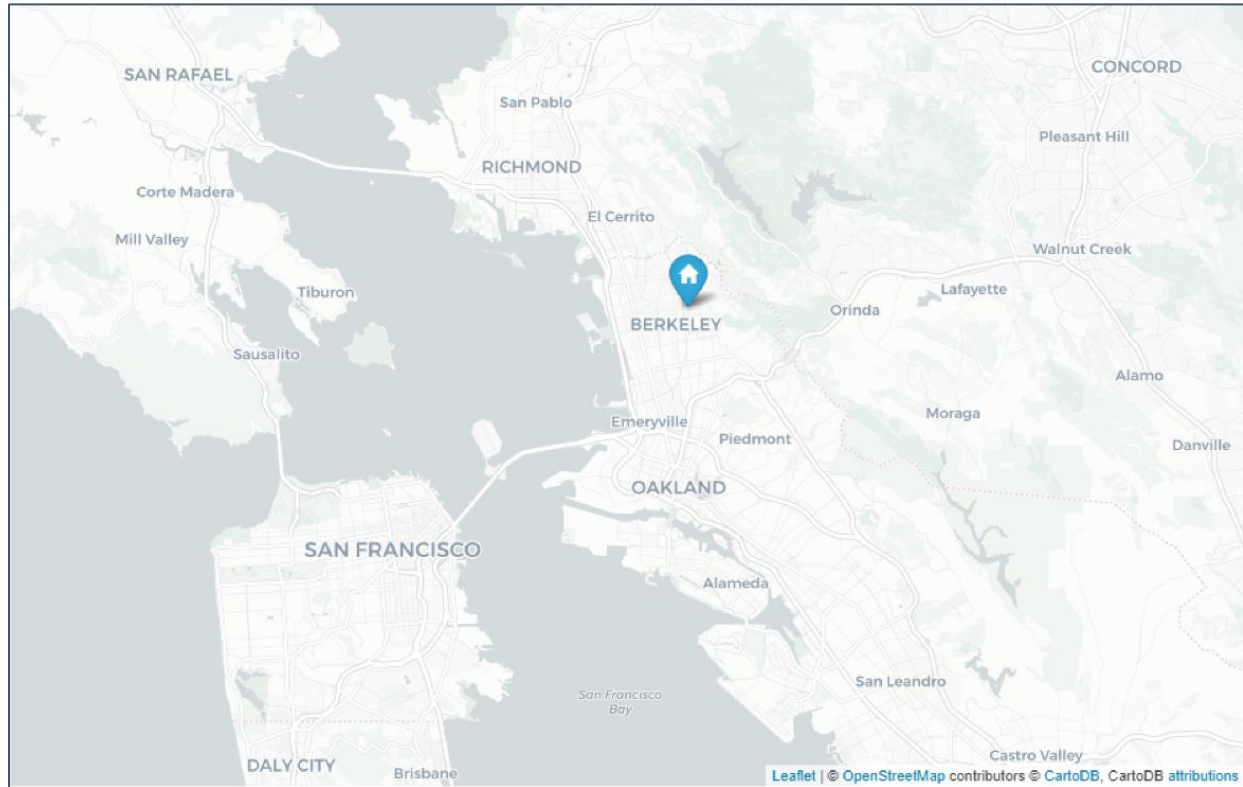 SAN RAFAEL
CONCORD
San Pablo
Pleasant Hill
RICHMOND
Corte Madera
El Cerrito
Mill Valley
Walnut Creek
Tiburon
Lafayette
Orinda
BERKELEY
Sausalito
Alamo
Moraga
Emeryville
Piedmont
Danville
OAKLAND
SAN FRANCISCO
Alameda
San Leandro
San Francisco
Bay
Castro Valley
DALY CITY
Brisbane
Leaflet | © OpenStreetMap contributors © CartoDB, CartoDB attributions